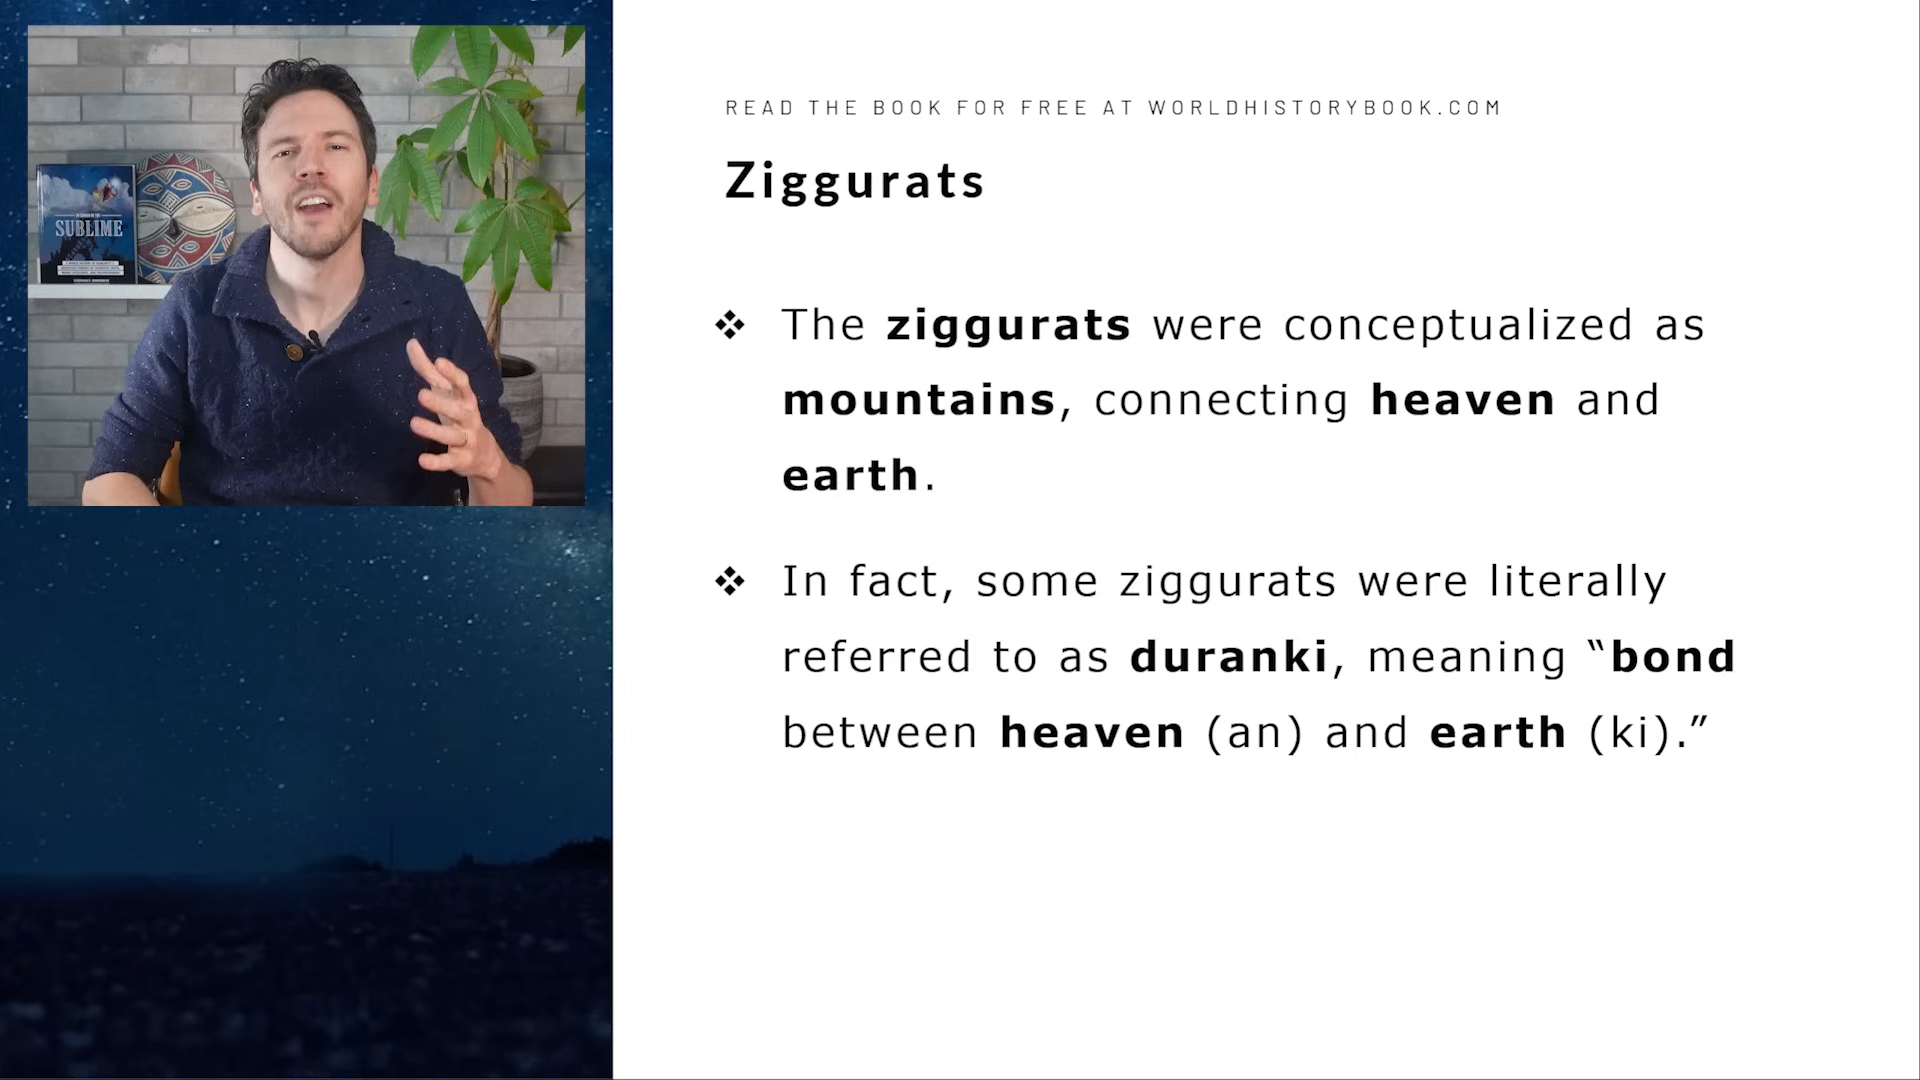 SUBLIME
READ THE BOOK FOR FREE AT WORLDHISTORYBOOK.COM
Ziggurats
❖ The ziggurats were conceptualized as
mountains, connecting heaven and
earth.
❖ In fact, some ziggurats were literally
referred to as duranki, meaning “bond
between heaven (an) and earth (ki).”